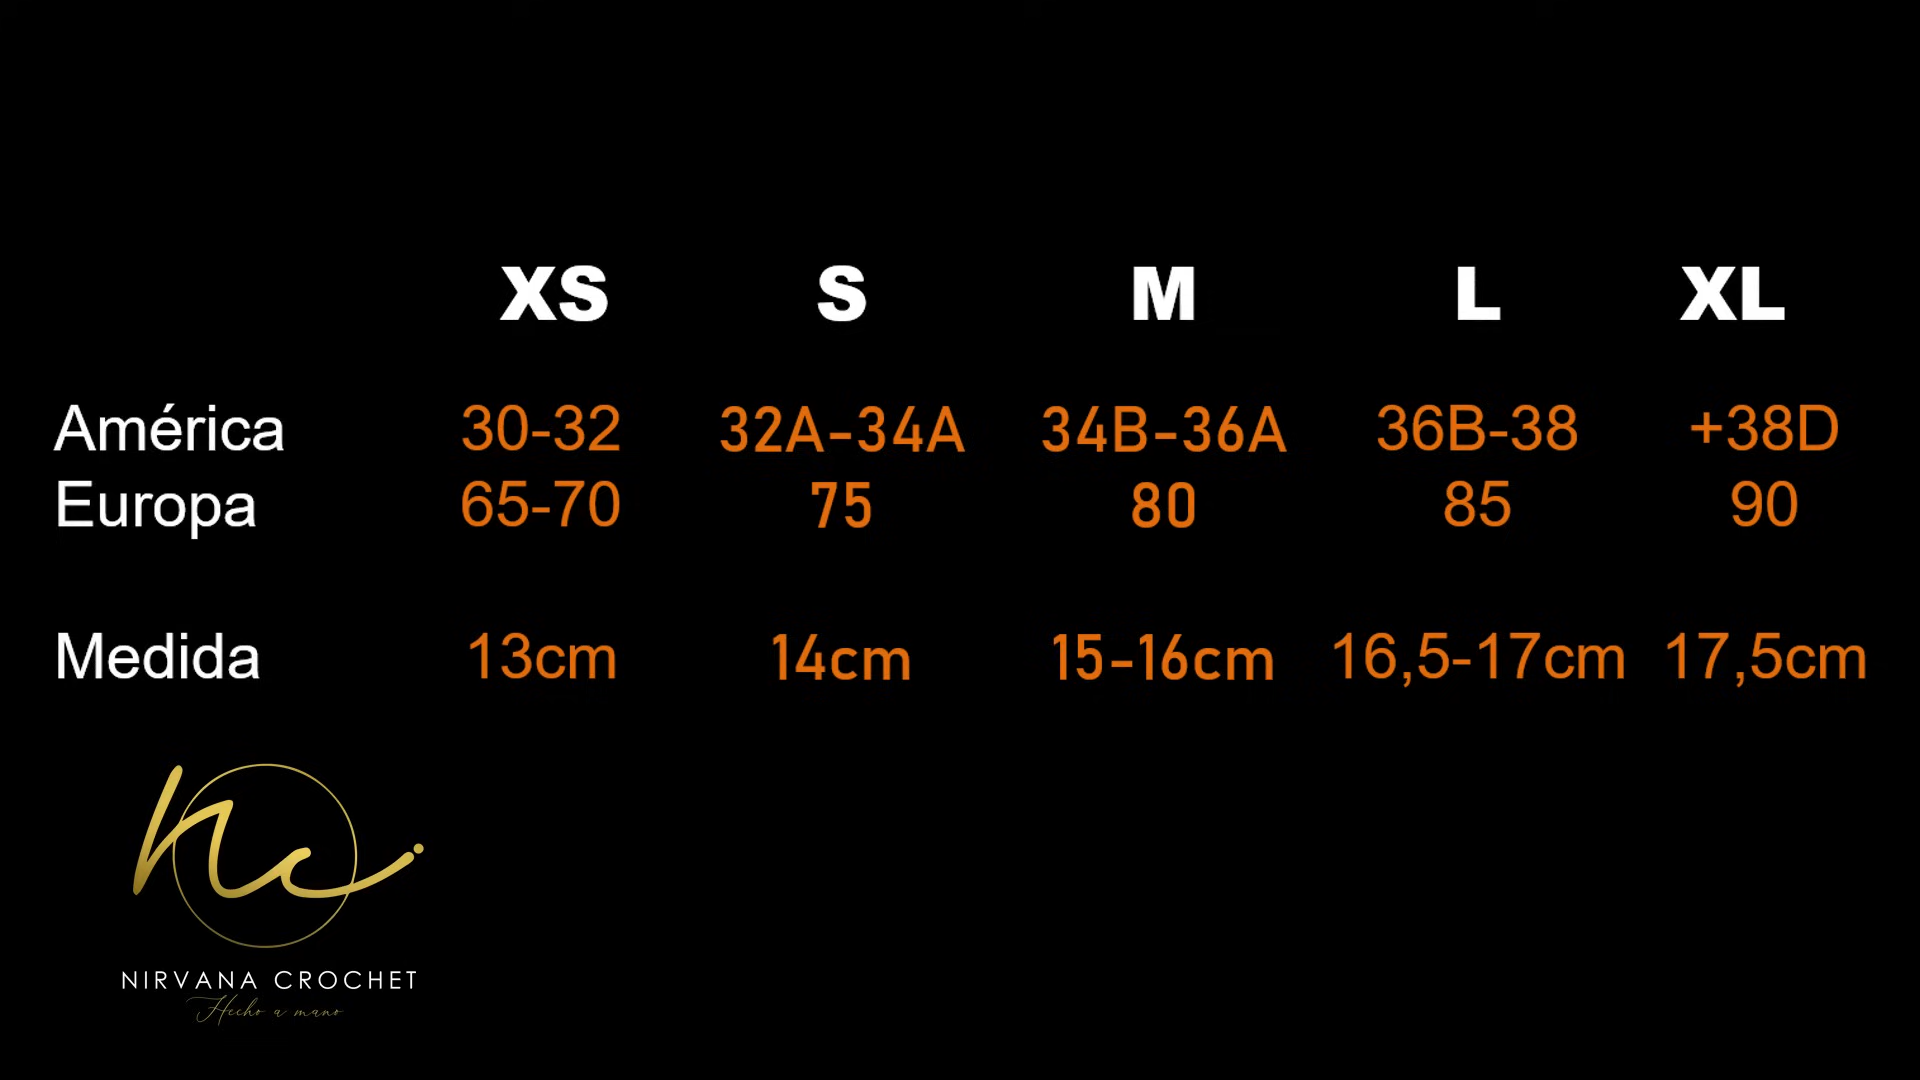 XS S M L XL
América 30-32 32A-34A 34B-36A 36B-38 +38D
Europa 65-70 75 80 85 90
Medida 13cm 14cm 15-16cm 16,5-17cm 17,5cm
nc
NIRVANA CROCHET
Hecho a mano